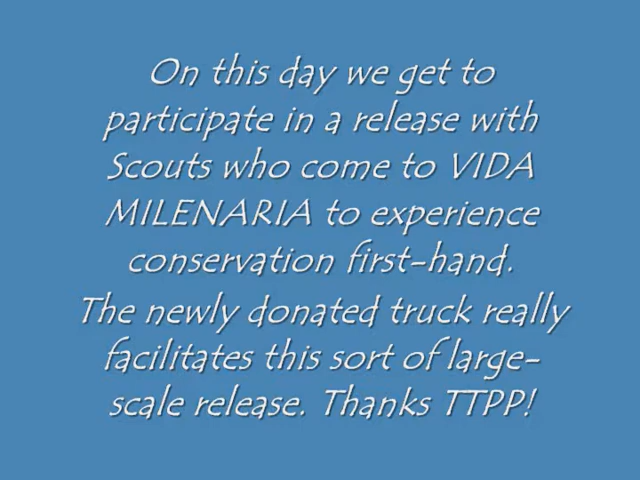 On this day we get to
participate in a release with
Scouts who come to VIDA
MILENARIA to experience
conservation first-hand.
The newly donated truck really
facilitates this sort of large-
scale release. Thanks TTPP!